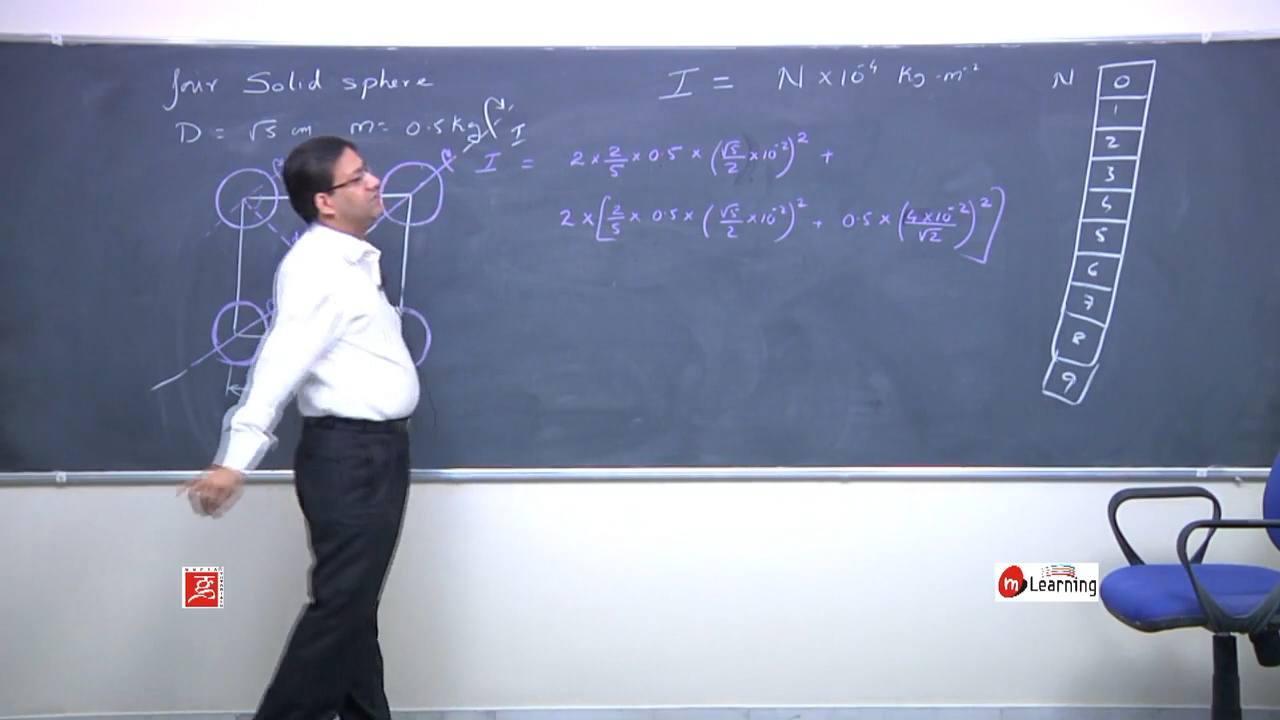 four Solid sphere
D = √5 cm m = 0.5 Kg I
I = N × 10⁻⁴ Kg-m⁻²
I = 2 × 2/5 × 0.5 × (√5/2 × 10⁻²)² +
2 × [2/5 × 0.5 × (√5/2 × 10⁻²)² + 0.5 × (4 × 10⁻²/√2)²]
N
0
1
2
3
4
5
6
7
8
9
m Learning